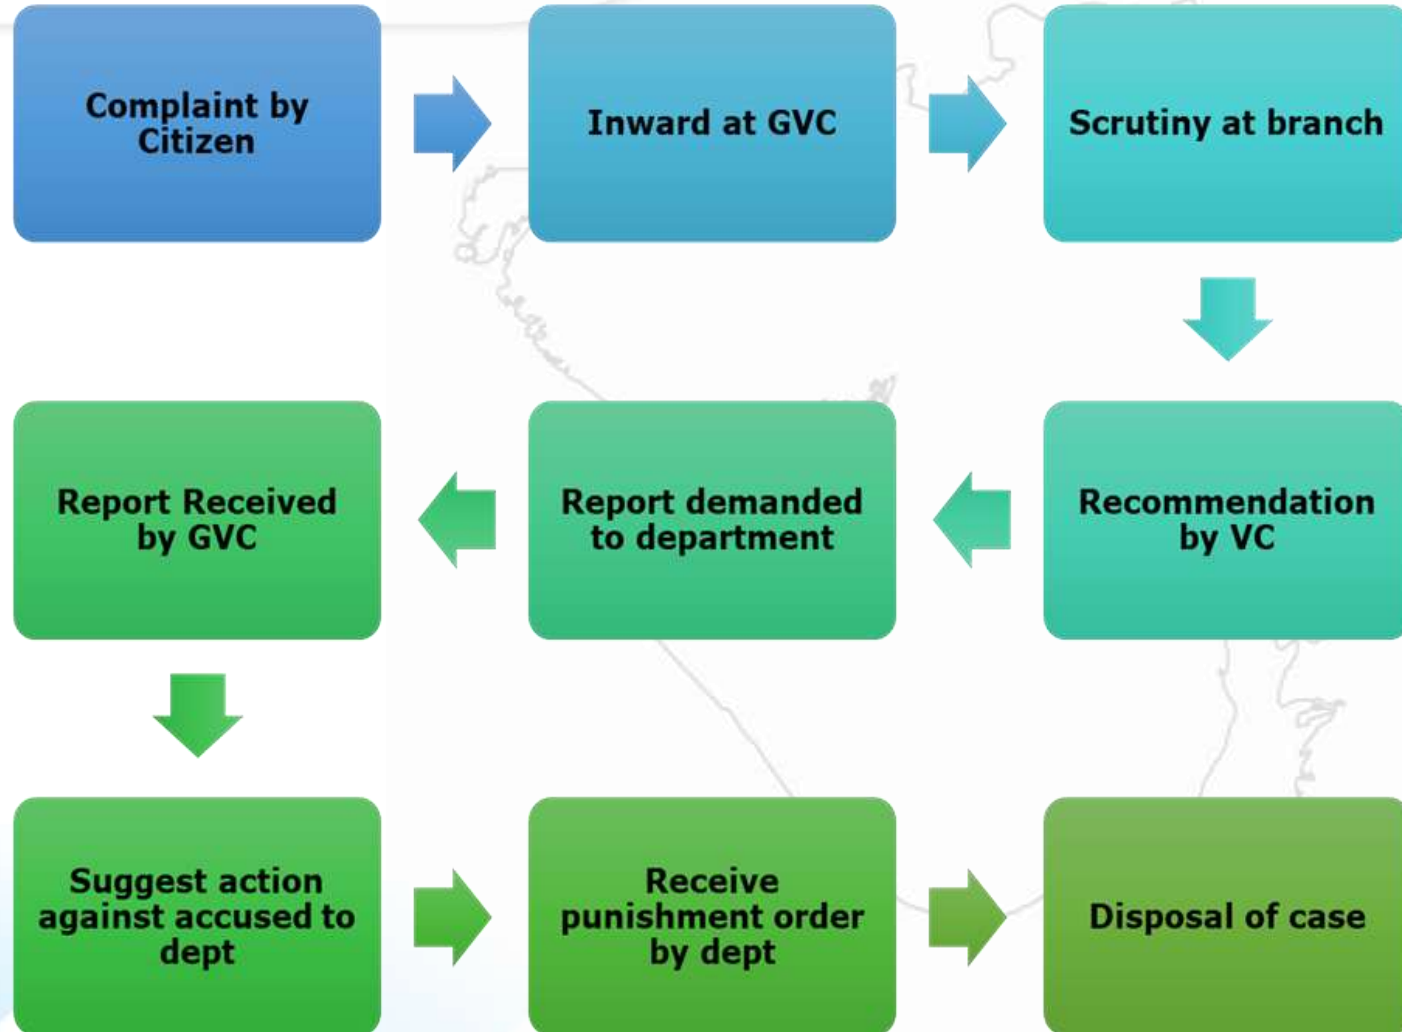 Complaint by
Citizen
Inward at GVC
Scrutiny at branch
Recommendation
by VC
Report demanded
to department
Report Received
by GVC
Suggest action
against accused to
dept
Receive
punishment order
by dept
Disposal of case